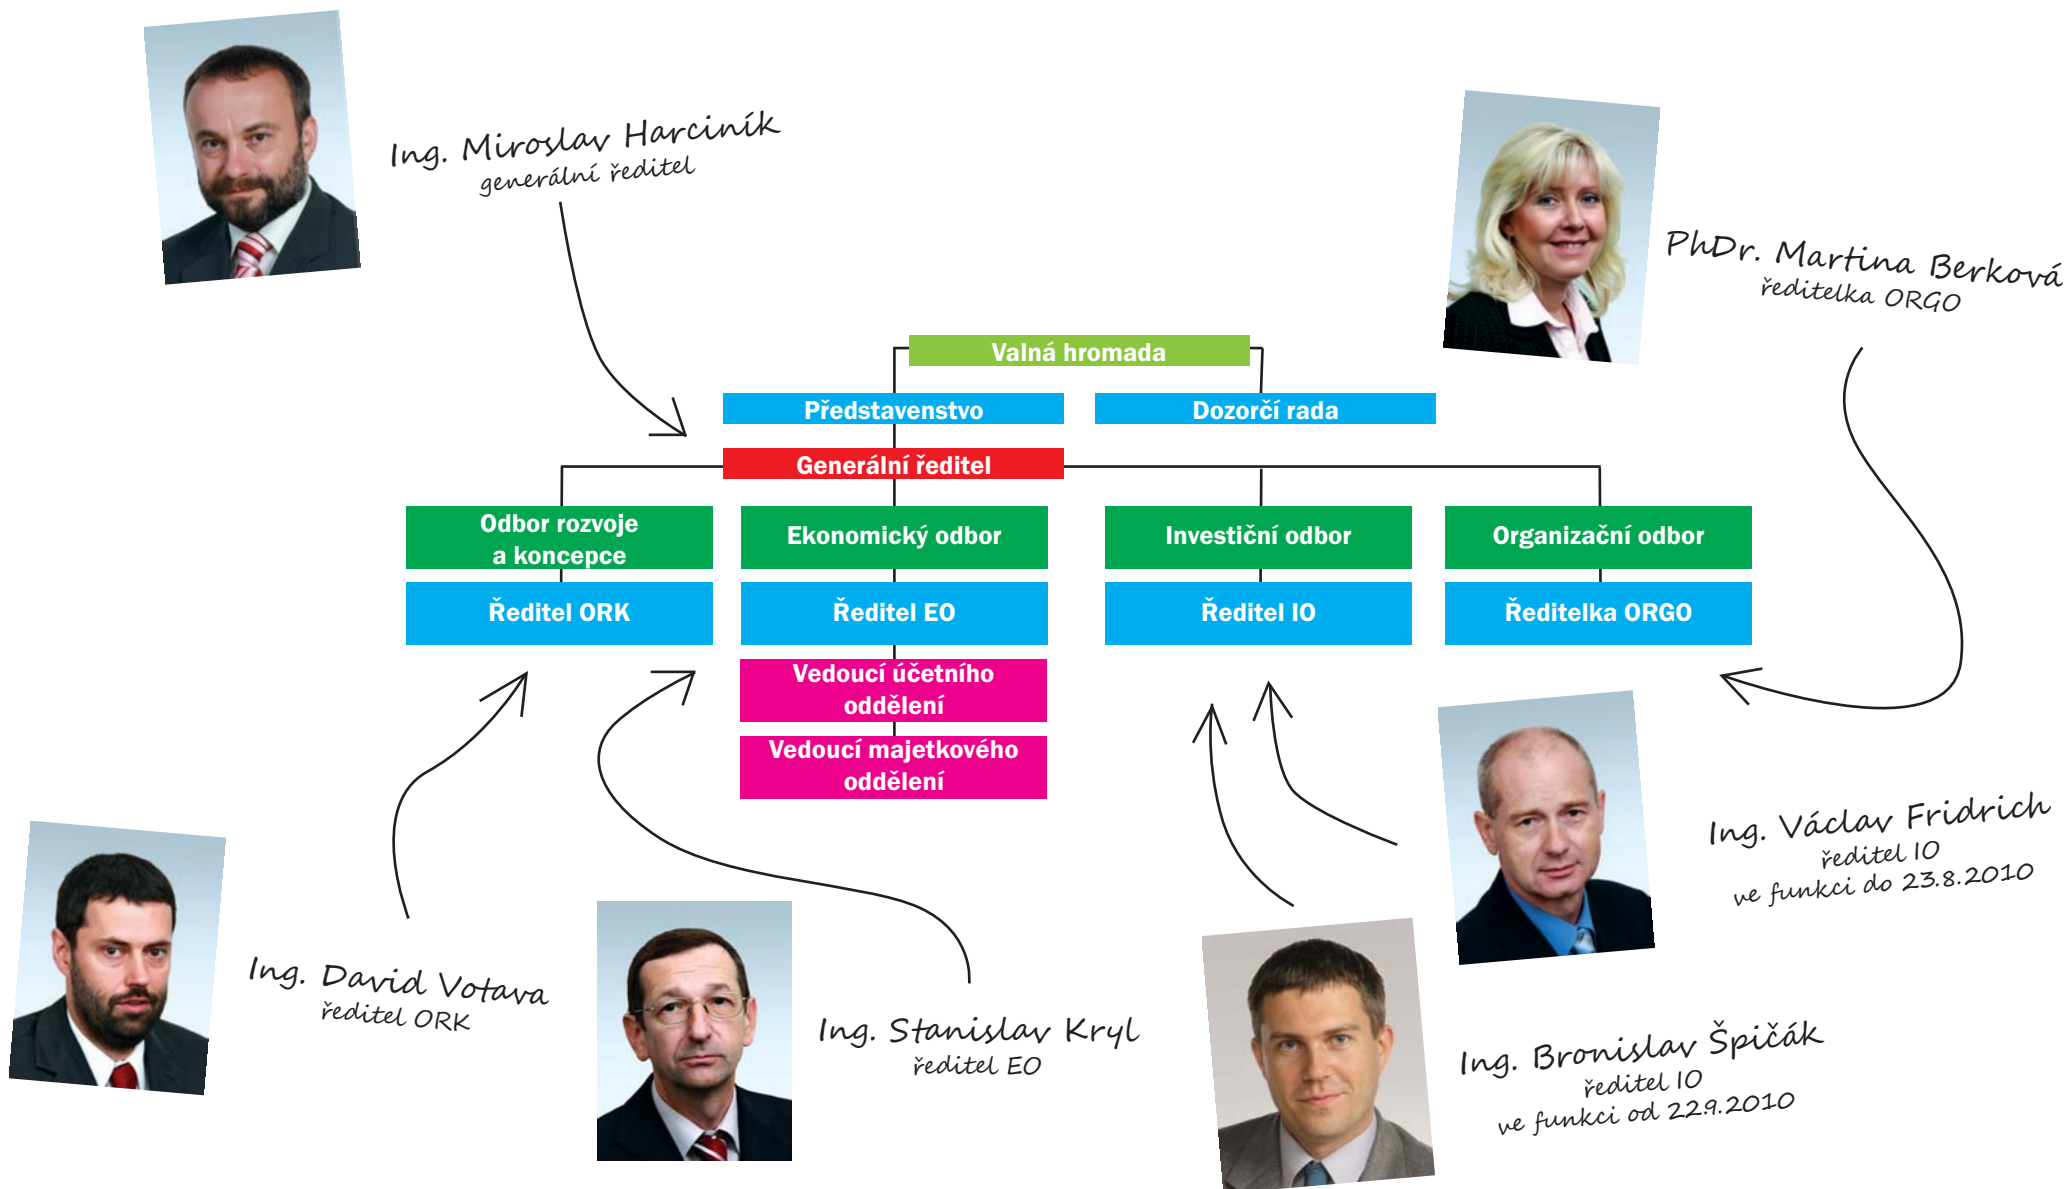 Ing. Miroslav Harciník
generální ředitel
PhDr. Martina Berková
ředitelka ORGO
Valná hromada
Představenstvo
Dozorčí rada
Generální ředitel
Odbor rozvoje
a koncepce
Ekonomický odbor
Investiční odbor
Organizační odbor
Ředitel ORK
Ředitel EO
Ředitel IO
Ředitelka ORGO
Vedoucí účetního
oddělení
Vedoucí majetkového
oddělení
Ing. Václav Fridrich
ředitel IO
ve funkci do 23.8.2010
Ing. David Votava
ředitel ORK
Ing. Stanislav Kryl
ředitel EO
Ing. Bronislav Špičák
ředitel IO
ve funkci od 22.9.2010